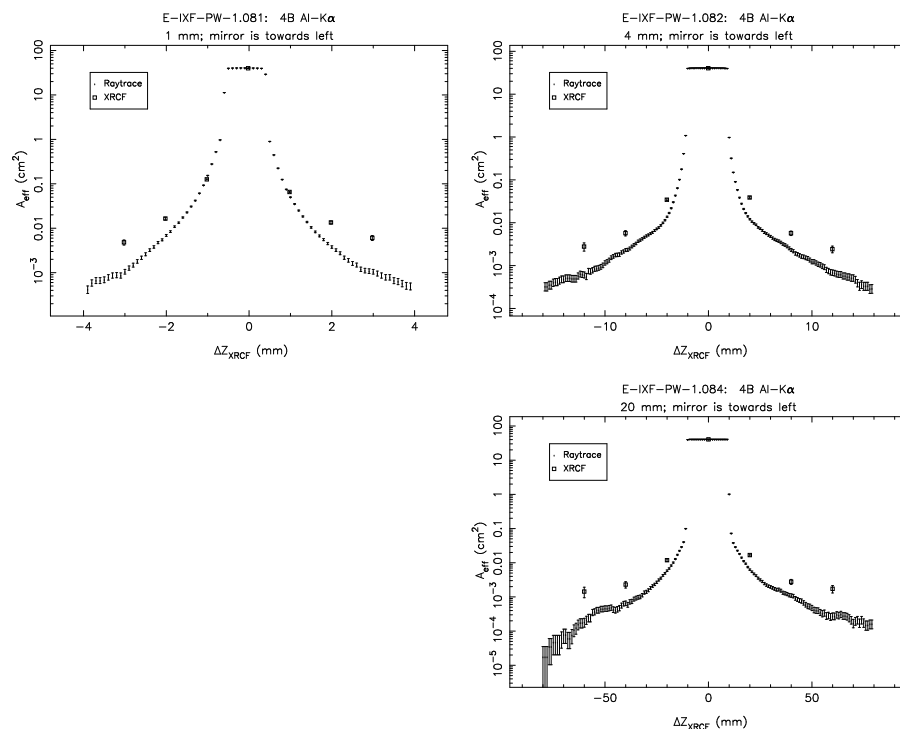 E-IXF-PW-1.081: 4B Al-Kα
1 mm; mirror is towards left
Raytrace
XRCF
A_eff (cm²)
100
10
1
0.1
0.01
10⁻³
−4
−2
0
2
4
ΔZ_XRCF (mm)
E-IXF-PW-1.082: 4B Al-Kα
4 mm; mirror is towards left
Raytrace
XRCF
A_eff (cm²)
100
10
1
0.1
0.01
10⁻³
10⁻⁴
−10
0
10
ΔZ_XRCF (mm)
E-IXF-PW-1.084: 4B Al-Kα
20 mm; mirror is towards left
Raytrace
XRCF
A_eff (cm²)
100
10
1
0.1
0.01
10⁻³
10⁻⁴
10⁻⁵
−50
0
50
ΔZ_XRCF (mm)